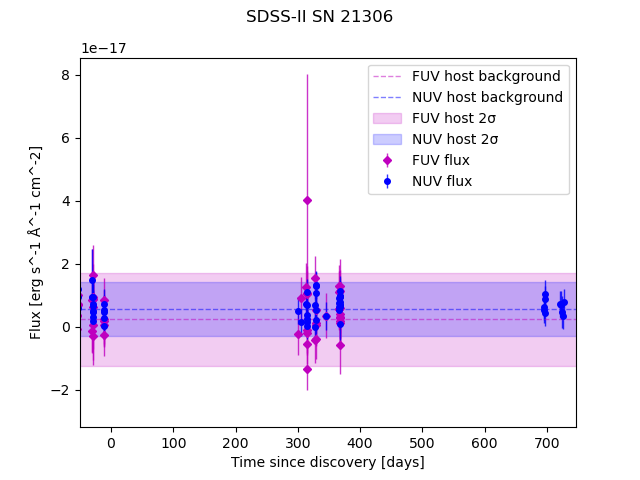 SDSS-II SN 21306
1e−17
FUV host background
NUV host background
FUV host 2σ
NUV host 2σ
FUV flux
NUV flux
8
6
4
2
0
−2
Flux [erg s^-1 Å^-1 cm^-2]
0 100 200 300 400 500 600 700
Time since discovery [days]